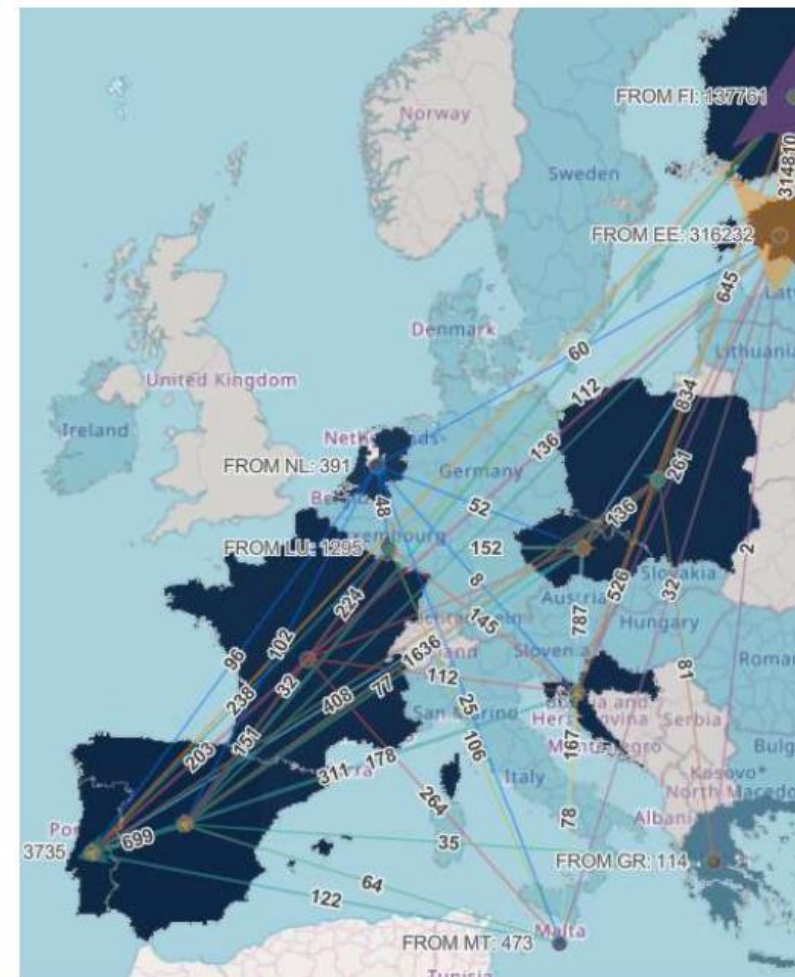 FROM FI: 137761
Norway
314810
Sweden
FROM EE: 316232
645
Denmark
Lithuania
60
United Kingdom
112
834
Ireland
136
FROM NL: 391
Germany
261
48
52
136
FROM LU: 1295
152
2
Slovakia
8
Austria
526
32
224
787
Hungary
145
102
1636
96
Roman
32
77
112
81
238
408
San Marino
Serbia
25
Montenegro
203
151
106
167
Kosovo*
311
178
Italy
North Macedo
264
78
Albani
3735
699
35
FROM GR: 114
64
122
Malta
FROM MT: 473
Tunisia